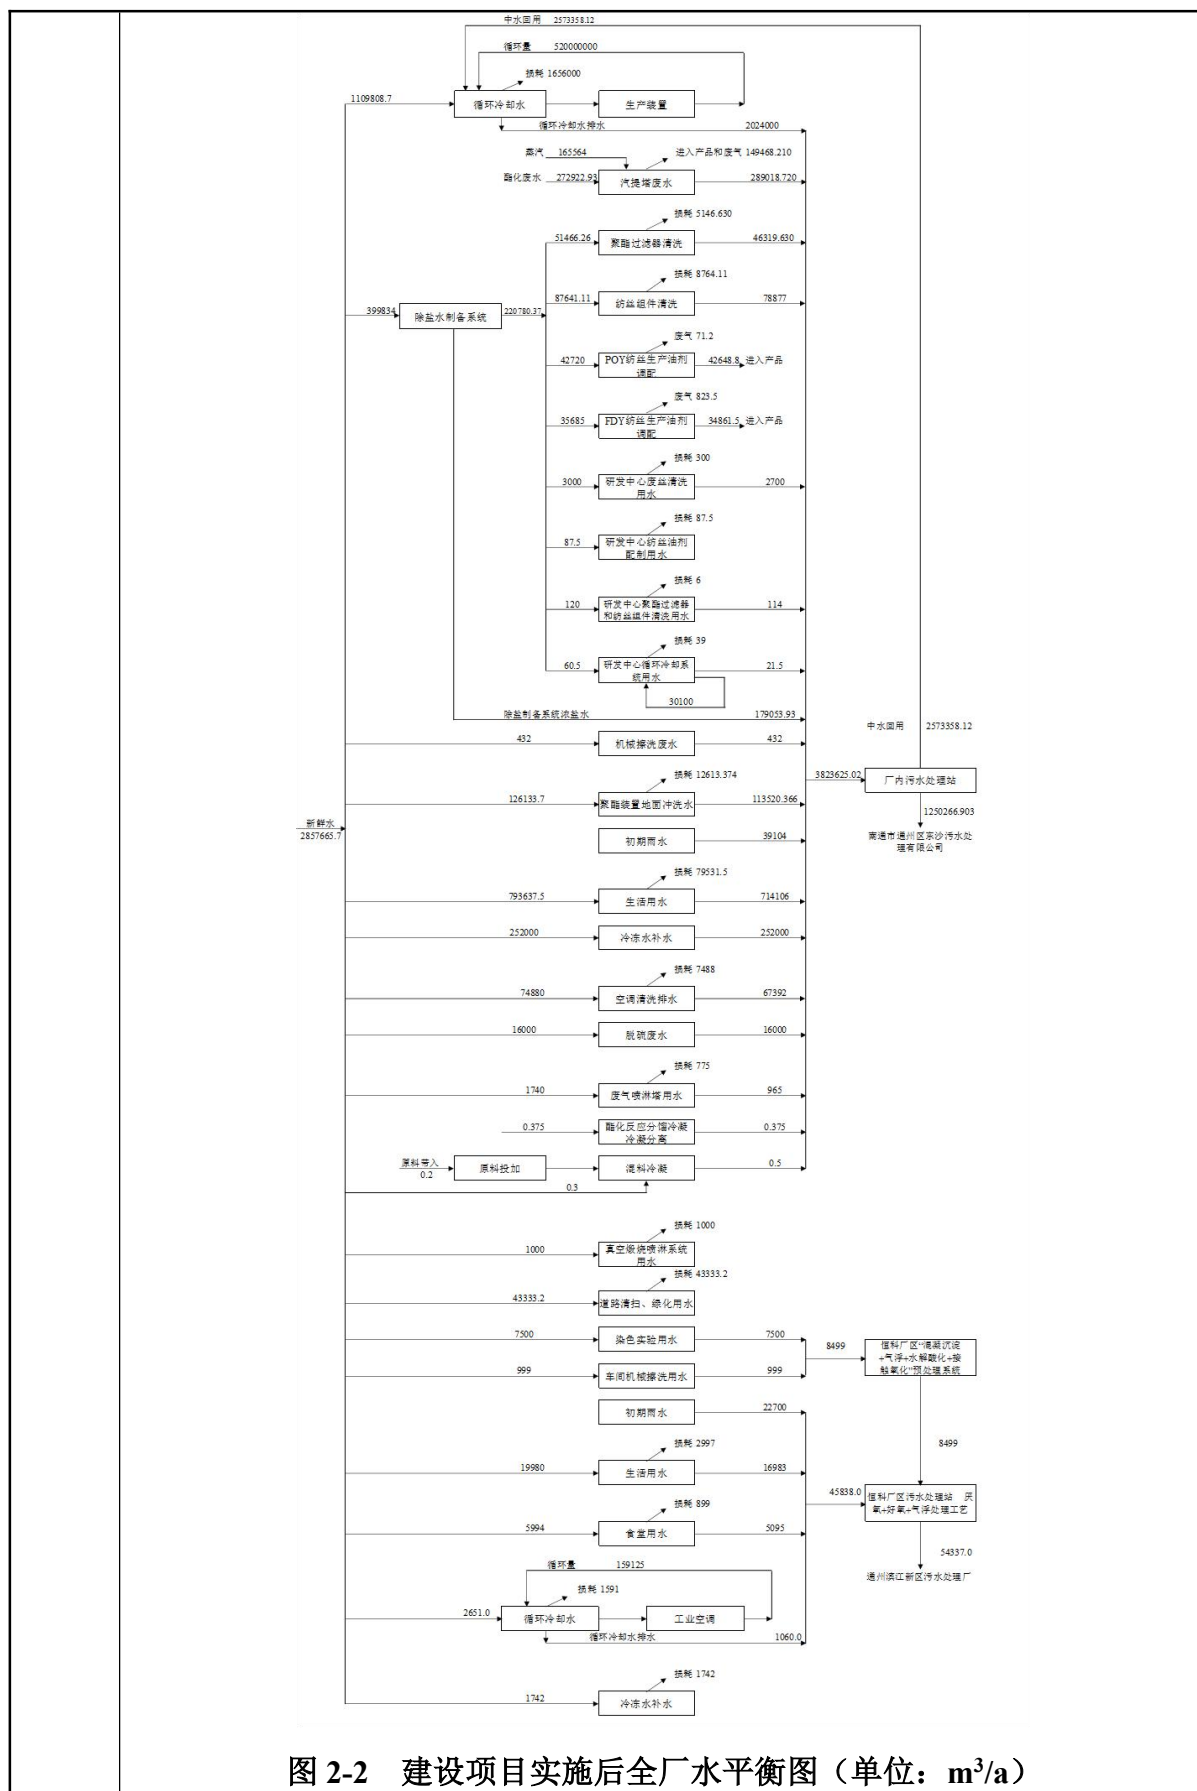 中水回用 2573358.12
循环量 520000000
损耗 1656000
1109808.7
循环冷却水
生产装置
循环冷却水排水 2024000
蒸汽 165564
进入产品和废气 149468.210
酯化废水 272922.93
汽提塔废水
289018.720
损耗 5146.630
51466.26
聚酯过滤器清洗
46319.630
损耗 8764.11
87641.11
纺丝组件清洗
78877
399834
除盐水制备系统
220780.37
废气 71.2
42720
POY纺丝生产油剂
调配
42648.8 进入产品
废气 823.5
35685
FDY纺丝生产油剂
调配
34861.5 进入产品
损耗 300
3000
研发中心废丝清洗
用水
2700
损耗 87.5
87.5
研发中心纺丝油剂
配制用水
损耗 6
120
研发中心聚酯过滤器
和纺丝组件清洗用水
114
损耗 39
60.5
研发中心循环冷却系
统用水
21.5
30100
除盐制备系统浓盐水 179053.93
中水回用 2573358.12
432
机械擦洗废水
432
3823625.02
厂内污水处理站
损耗 12613.374
126133.7
聚酯装置地面冲洗水
113520.366
1250266.903
新鲜水
2857665.7
初期雨水
39104
南通市通州区东沙污水处
理有限公司
损耗 79531.5
793637.5
生活用水
714106
252000
冷冻水补水
252000
损耗 7488
74880
空调清洗排水
67392
16000
脱硫废水
16000
损耗 775
1740
废气喷淋塔用水
965
0.375
酯化反应分馏冷凝
冷凝分离
0.375
原料带入
0.2
原料投加
混料冷凝
0.5
0.3
损耗 1000
1000
真空煅烧喷淋系统
用水
损耗 43333.2
43333.2
道路清扫、绿化用水
7500
染色实验用水
7500
8499
恒科厂区“混凝沉淀
+气浮+水解酸化+接
触氧化”预处理系统
999
车间机械擦洗用水
999
初期雨水
22700
8499
损耗 2997
19980
生活用水
16983
45838.0
恒科厂区污水处理站 厌
氧+好氧+气浮处理工艺
损耗 899
5994
食堂用水
5095
54337.0
循环量 159125
通州滨江新区污水处理厂
损耗 1591
2651.0
循环冷却水
工业空调
循环冷却水排水 1060.0
损耗 1742
1742
冷冻水补水
图 2-2 建设项目实施后全厂水平衡图（单位：m³/a）